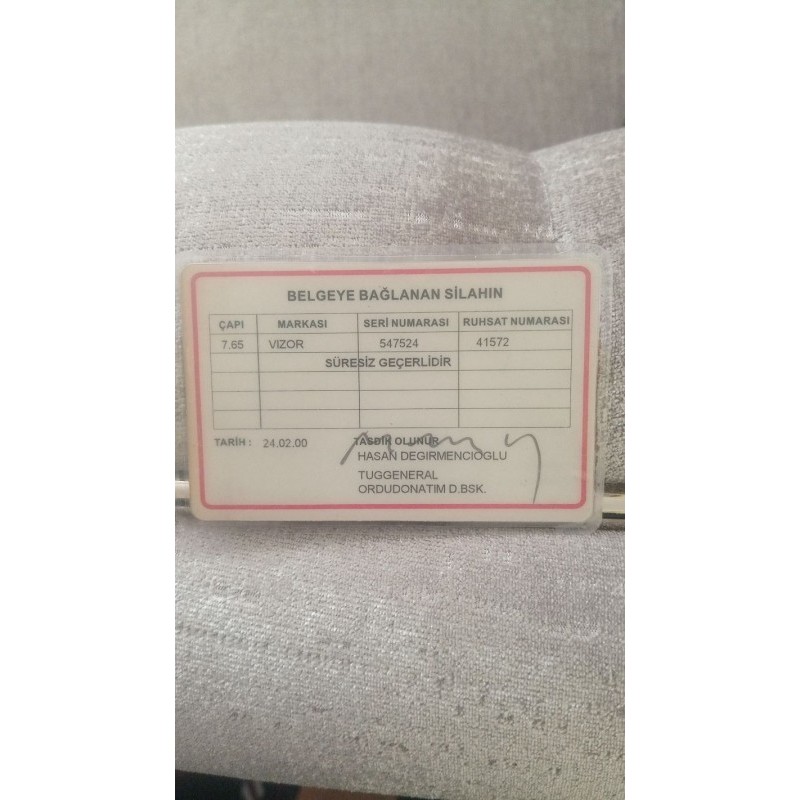 BELGEYE BAĞLANAN SİLAHIN
ÇAPI MARKASI SERİ NUMARASI RUHSAT NUMARASI
7.65 VIZOR 547524 41572
SÜRESİZ GEÇERLİDİR
TARİH : 24.02.00 TASDİK OLUNUR
HASAN DEGIRMENCIOGLU
TUGGENERAL
ORDUDONATIM D.BSK.